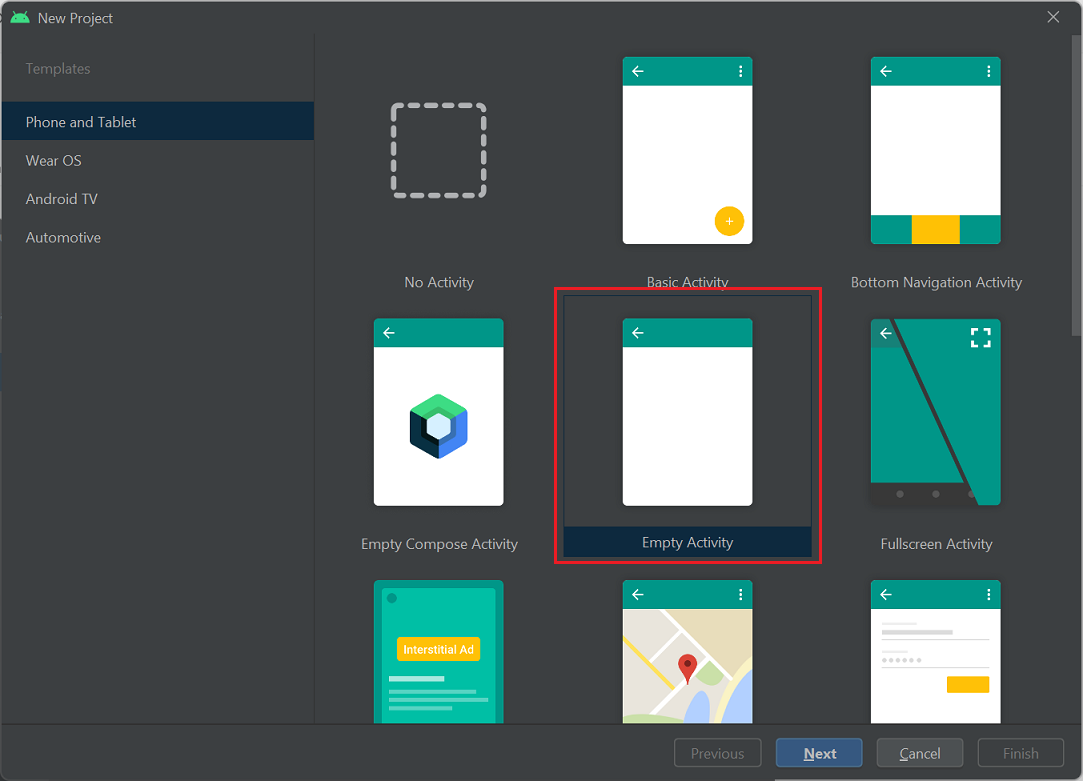 New Project
Templates
Phone and Tablet
Wear OS
Android TV
Automotive
No Activity
Basic Activity
Bottom Navigation Activity
Empty Compose Activity
Empty Activity
Fullscreen Activity
Interstitial Ad
Previous
Next
Cancel
Finish